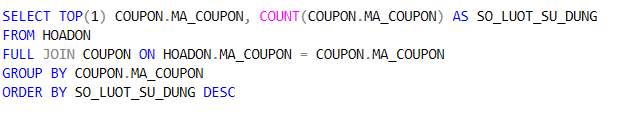 SELECT TOP(1) COUPON.MA_COUPON, COUNT(COUPON.MA_COUPON) AS SO_LUOT_SU_DUNG
FROM HOADON
FULL JOIN COUPON ON HOADON.MA_COUPON = COUPON.MA_COUPON
GROUP BY COUPON.MA_COUPON
ORDER BY SO_LUOT_SU_DUNG DESC